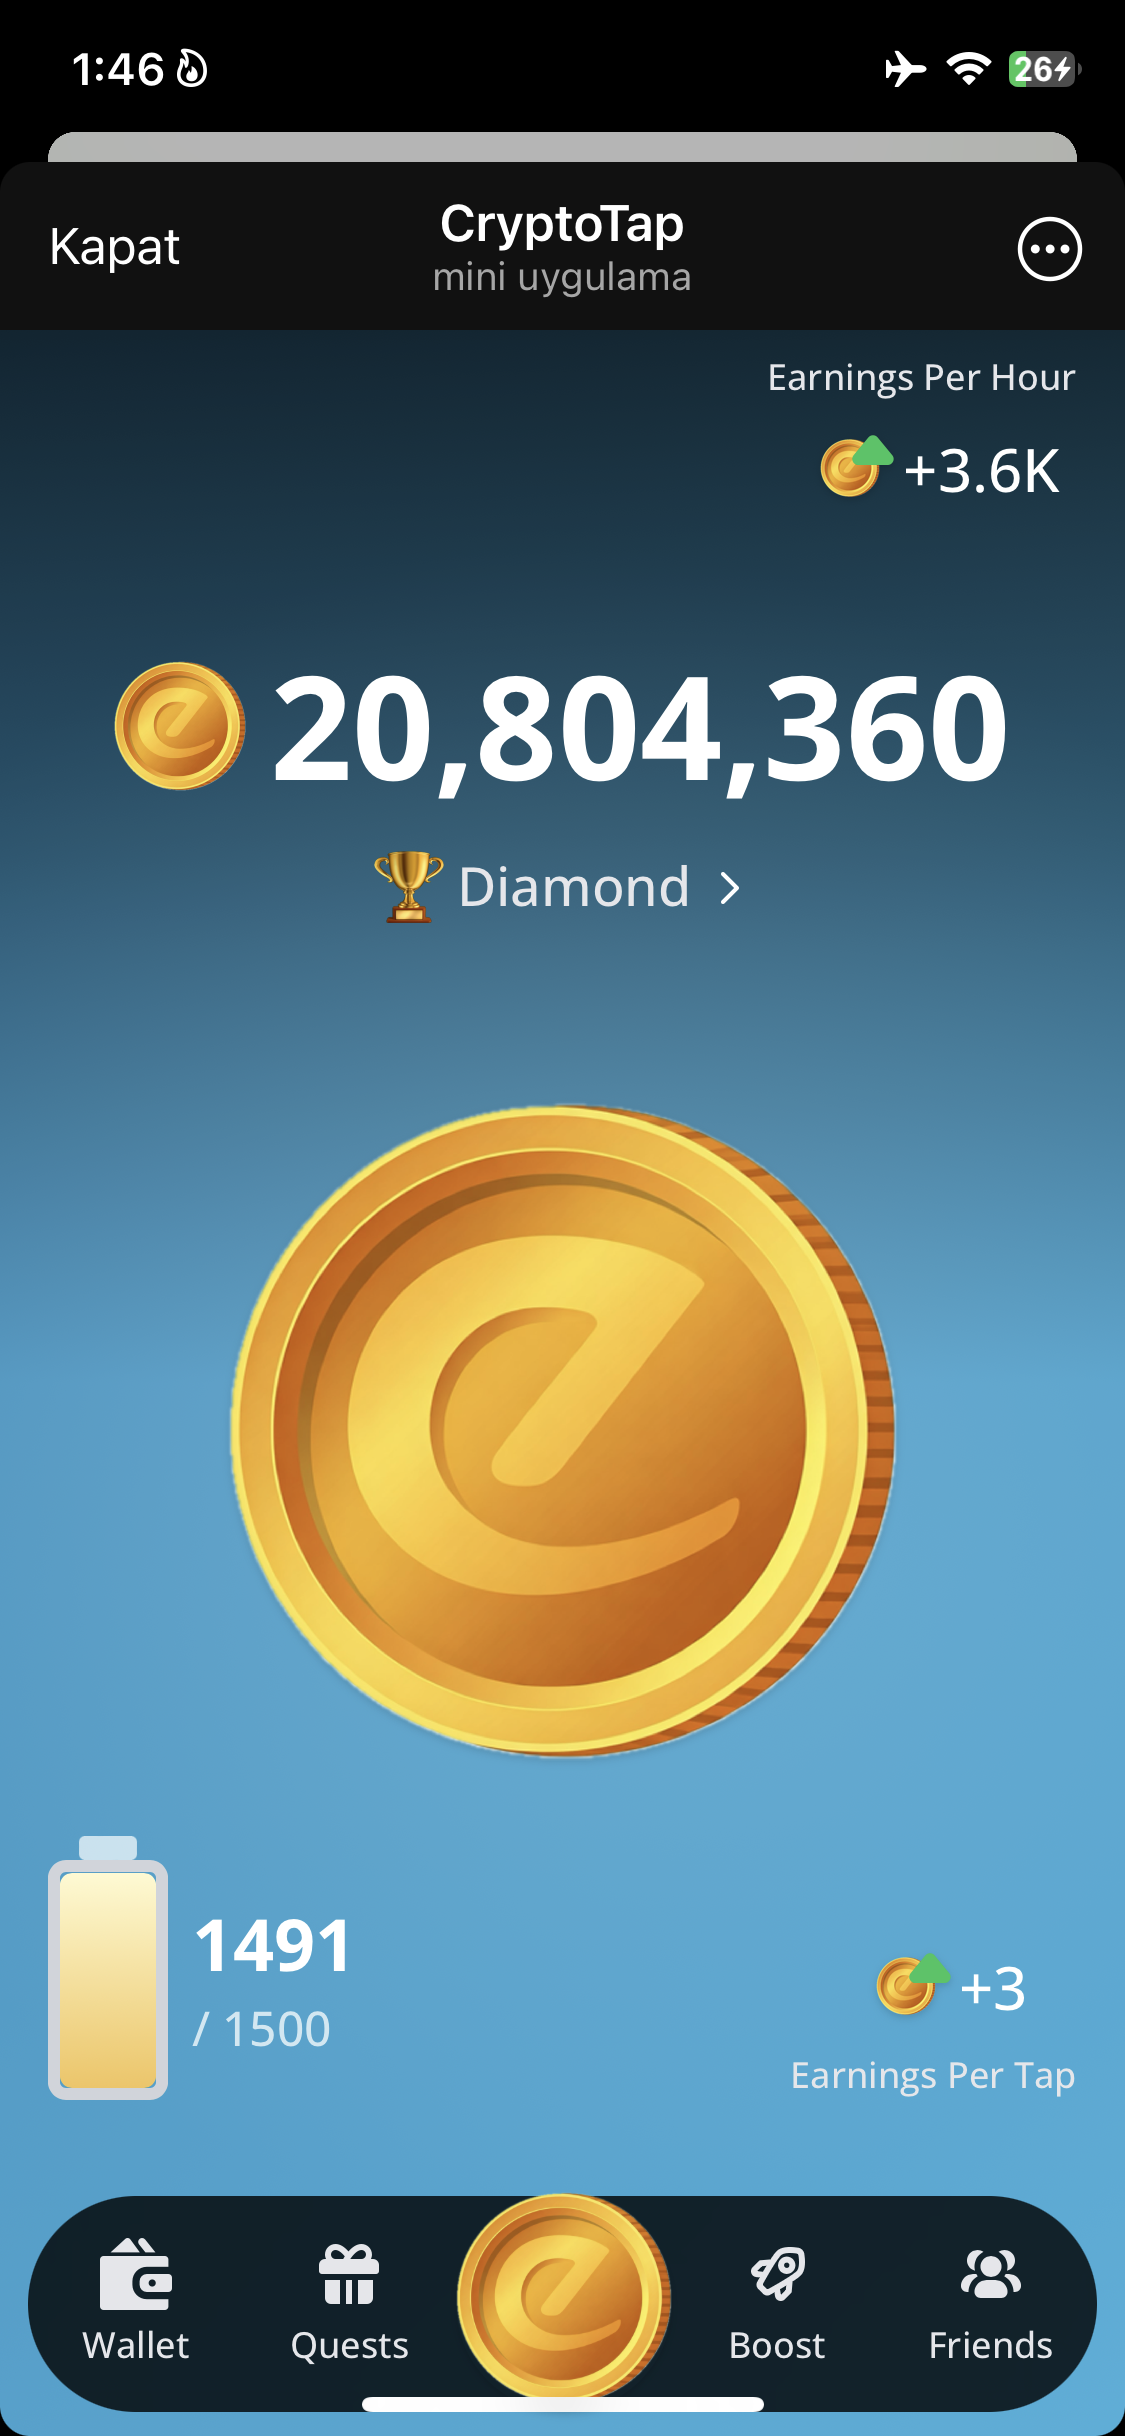 1:46
26
Kapat
CryptoTap
mini uygulama
Earnings Per Hour
+3.6K
20,804,360
Diamond
1491
/ 1500
+3
Earnings Per Tap
Wallet
Quests
Boost
Friends